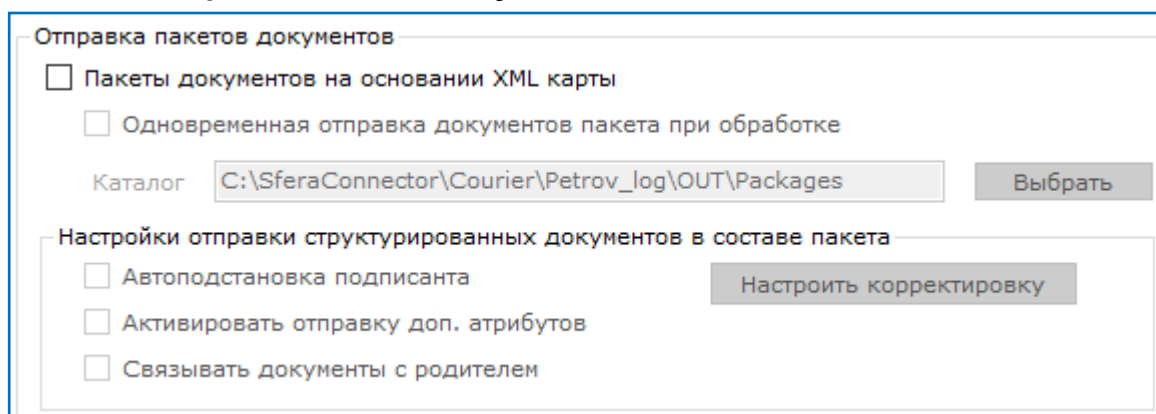 Отправка пакетов документов
Пакеты документов на основании XML карты
Одновременная отправка документов пакета при обработке
Каталог C:\SferaConnector\Courier\Petrov_log\OUT\Packages Выбрать
Настройки отправки структурированных документов в составе пакета
Автоподстановка подписанта Настроить корректировку
Активировать отправку доп. атрибутов
Связывать документы с родителем